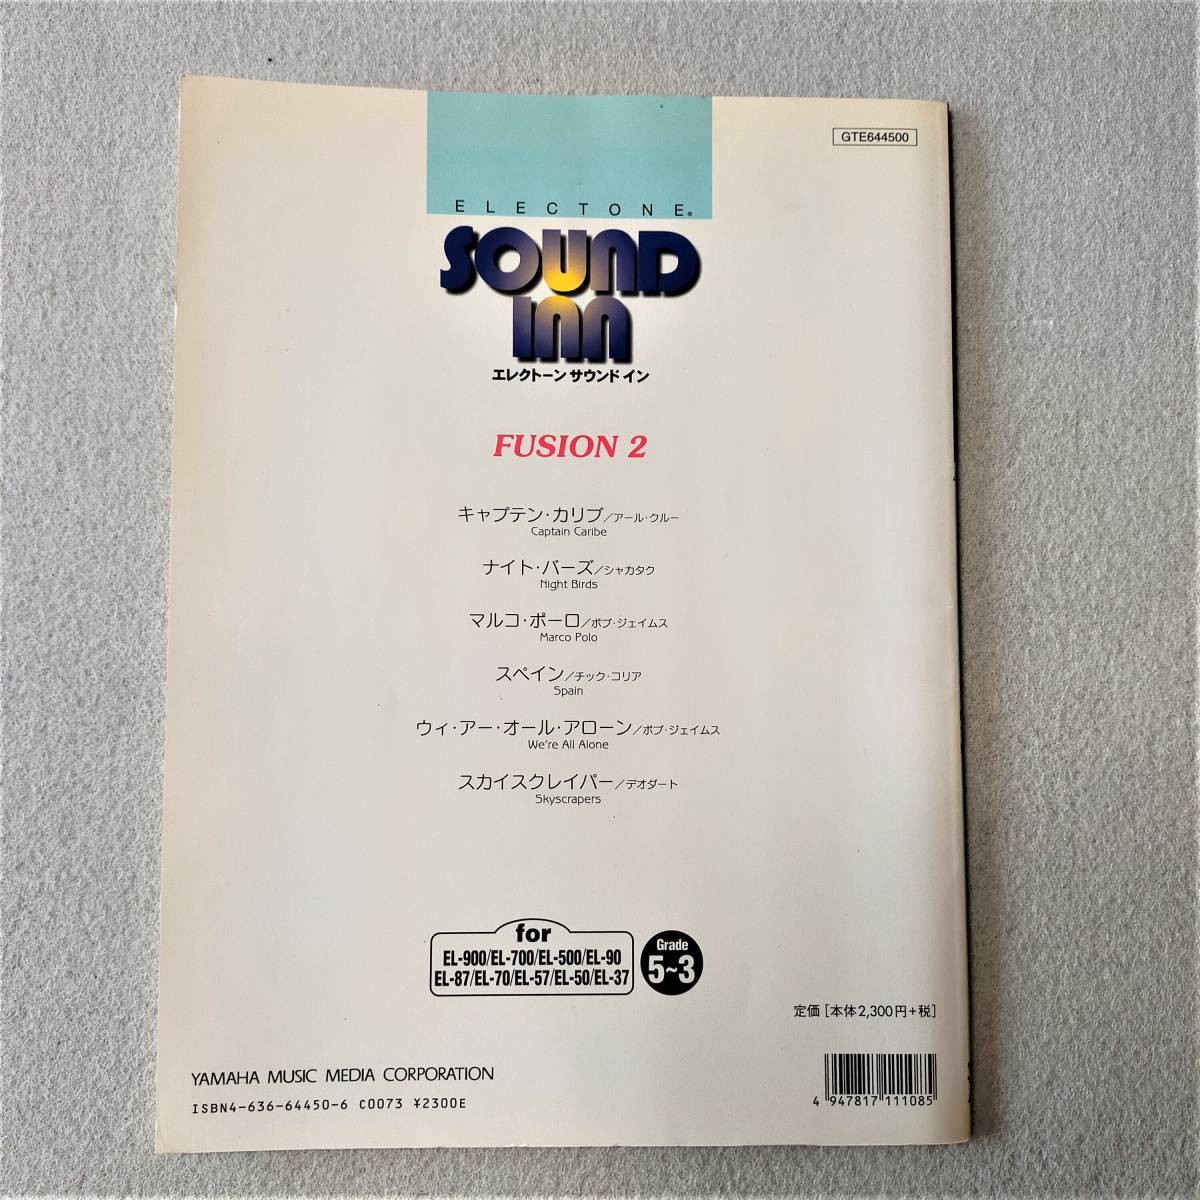 GTE644500
ELECTONE®
SOUND
INN
エレクトーン サウンド イン
FUSION 2
キャプテン・カリブ/アール・クルー
Captain Caribe
ナイト・バーズ/シャカタク
Night Birds
マルコ・ポーロ/ボブ・ジェイムス
Marco Polo
スペイン/チック・コリア
Spain
ウィ・アー・オール・アローン/ボブ・ジェイムス
We're All Alone
スカイスクレイパー/デオダート
Skyscrapers
for
EL-900/EL-700/EL-500/EL-90
EL-87/EL-70/EL-57/EL-50/EL-37
Grade
5~3
定価 [本体2,300円+税]
YAMAHA MUSIC MEDIA CORPORATION
ISBN4-636-64450-6 C0073 ¥2300E
4 947817 111085